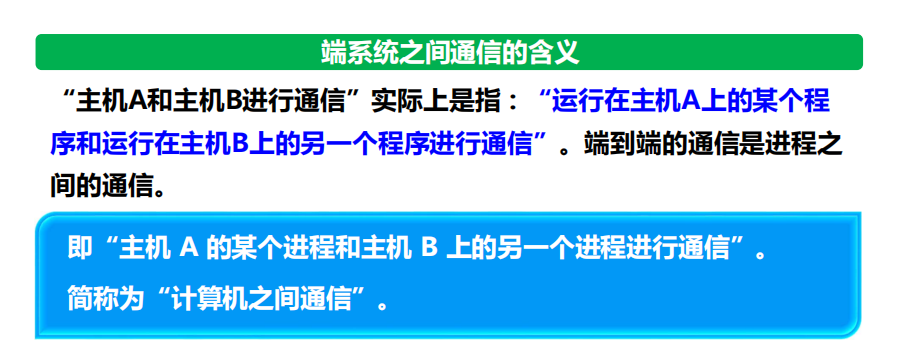 端系统之间通信的含义
“主机A和主机B进行通信”实际上是指：“运行在主机A上的某个程
序和运行在主机B上的另一个程序进行通信”。端到端的通信是进程之
间的通信。
即“主机 A 的某个进程和主机 B 上的另一个进程进行通信”。
简称为“计算机之间通信”。